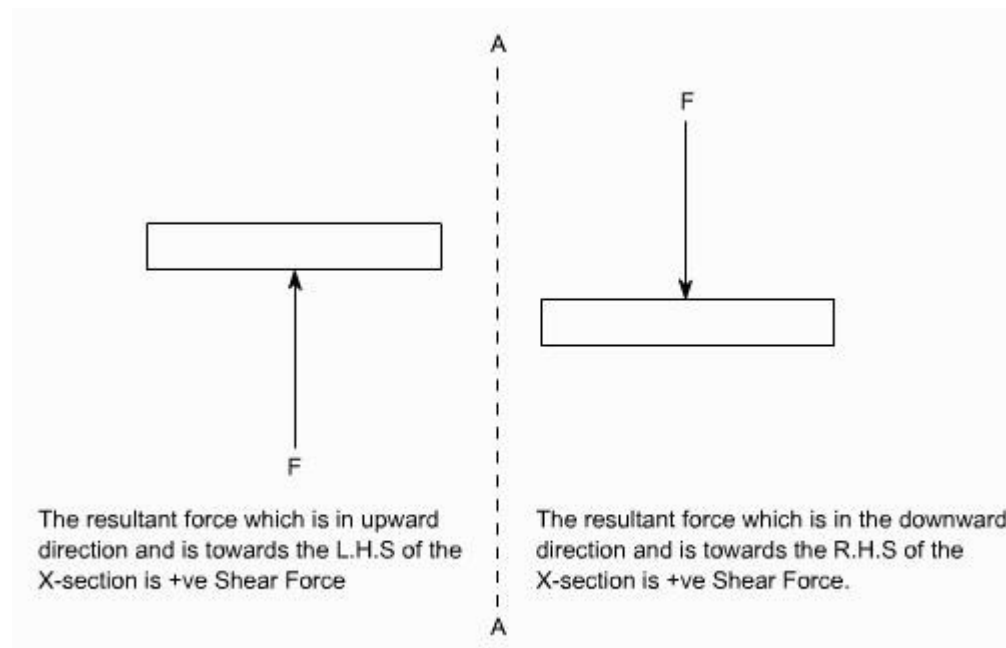 A
F
F
The resultant force which is in upward
direction and is towards the L.H.S of the
X-section is +ve Shear Force
The resultant force which is in the downward
direction and is towards the R.H.S of the
X-section is +ve Shear Force.
A